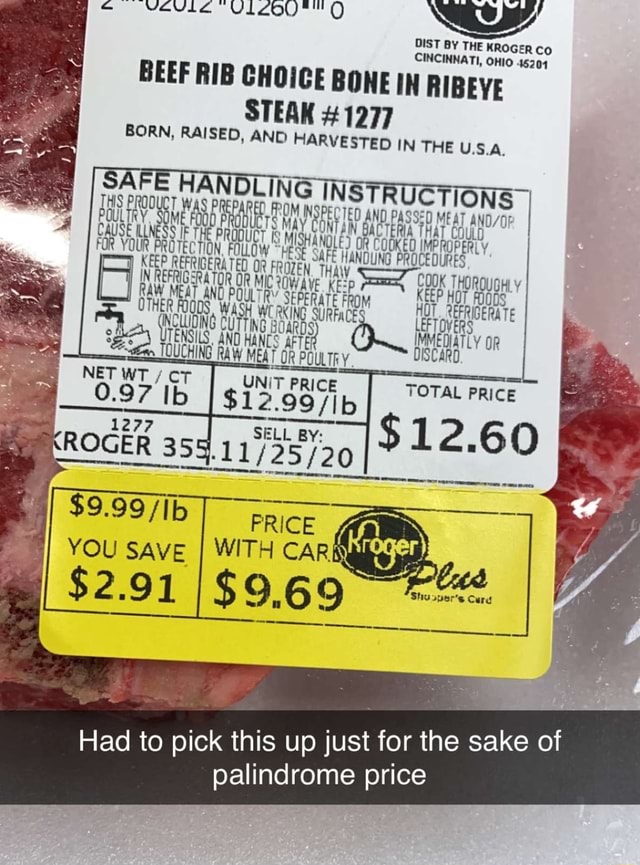 02012 01260 0
Kroger
DIST BY THE KROGER CO
CINCINNATI, OHIO 45201
BEEF RIB CHOICE BONE IN RIBEYE
STEAK #1277
BORN, RAISED, AND HARVESTED IN THE U.S.A.
SAFE HANDLING INSTRUCTIONS
THIS PRODUCT WAS PREPARED FROM INSPECTED AND PASSED MEAT AND/OR
POULTRY. SOME FOOD PRODUCTS MAY CONTAIN BACTERIA THAT COULD
CAUSE ILLNESS IF THE PRODUCT IS MISHANDLED OR COOKED IMPROPERLY.
FOR YOUR PROTECTION, FOLLOW THESE SAFE HANDLING PROCEDURES.
KEEP REFRIGERATED OR FROZEN. THAW
IN REFRIGERATOR OR MICROWAVE. KEEP
RAW MEAT AND POULTRY SEPERATE FROM
OTHER FOODS. WASH WORKING SURFACES
(INCLUDING CUTTING BOARDS)
UTENSILS, AND HANDS AFTER
TOUCHING RAW MEAT OR POULTRY.
COOK THOROUGHLY
KEEP HOT FOODS
HOT. REFRIGERATE
LEFTOVERS
IMMEDIATLY OR
DISCARD.
NET WT / CT
0.97 lb
UNIT PRICE
$12.99/lb
TOTAL PRICE
$12.60
1277
KROGER 355
SELL BY:
11/25/20
$9.99/lb
YOU SAVE
$2.91
PRICE
WITH CARD
$9.69
Kroger
Plus
Shopper's Card
Had to pick this up just for the sake of
palindrome price